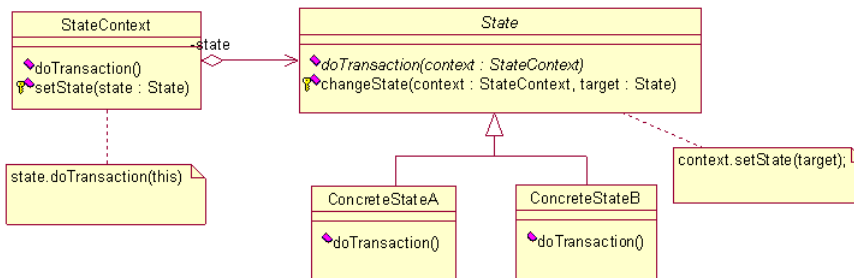 StateContext
doTransaction()
setState(state : State)
-state
State
doTransaction(context : StateContext)
changeState(context : StateContext, target : State)
state.doTransaction(this)
context.setState(target);
ConcreteStateA
doTransaction()
ConcreteStateB
doTransaction()